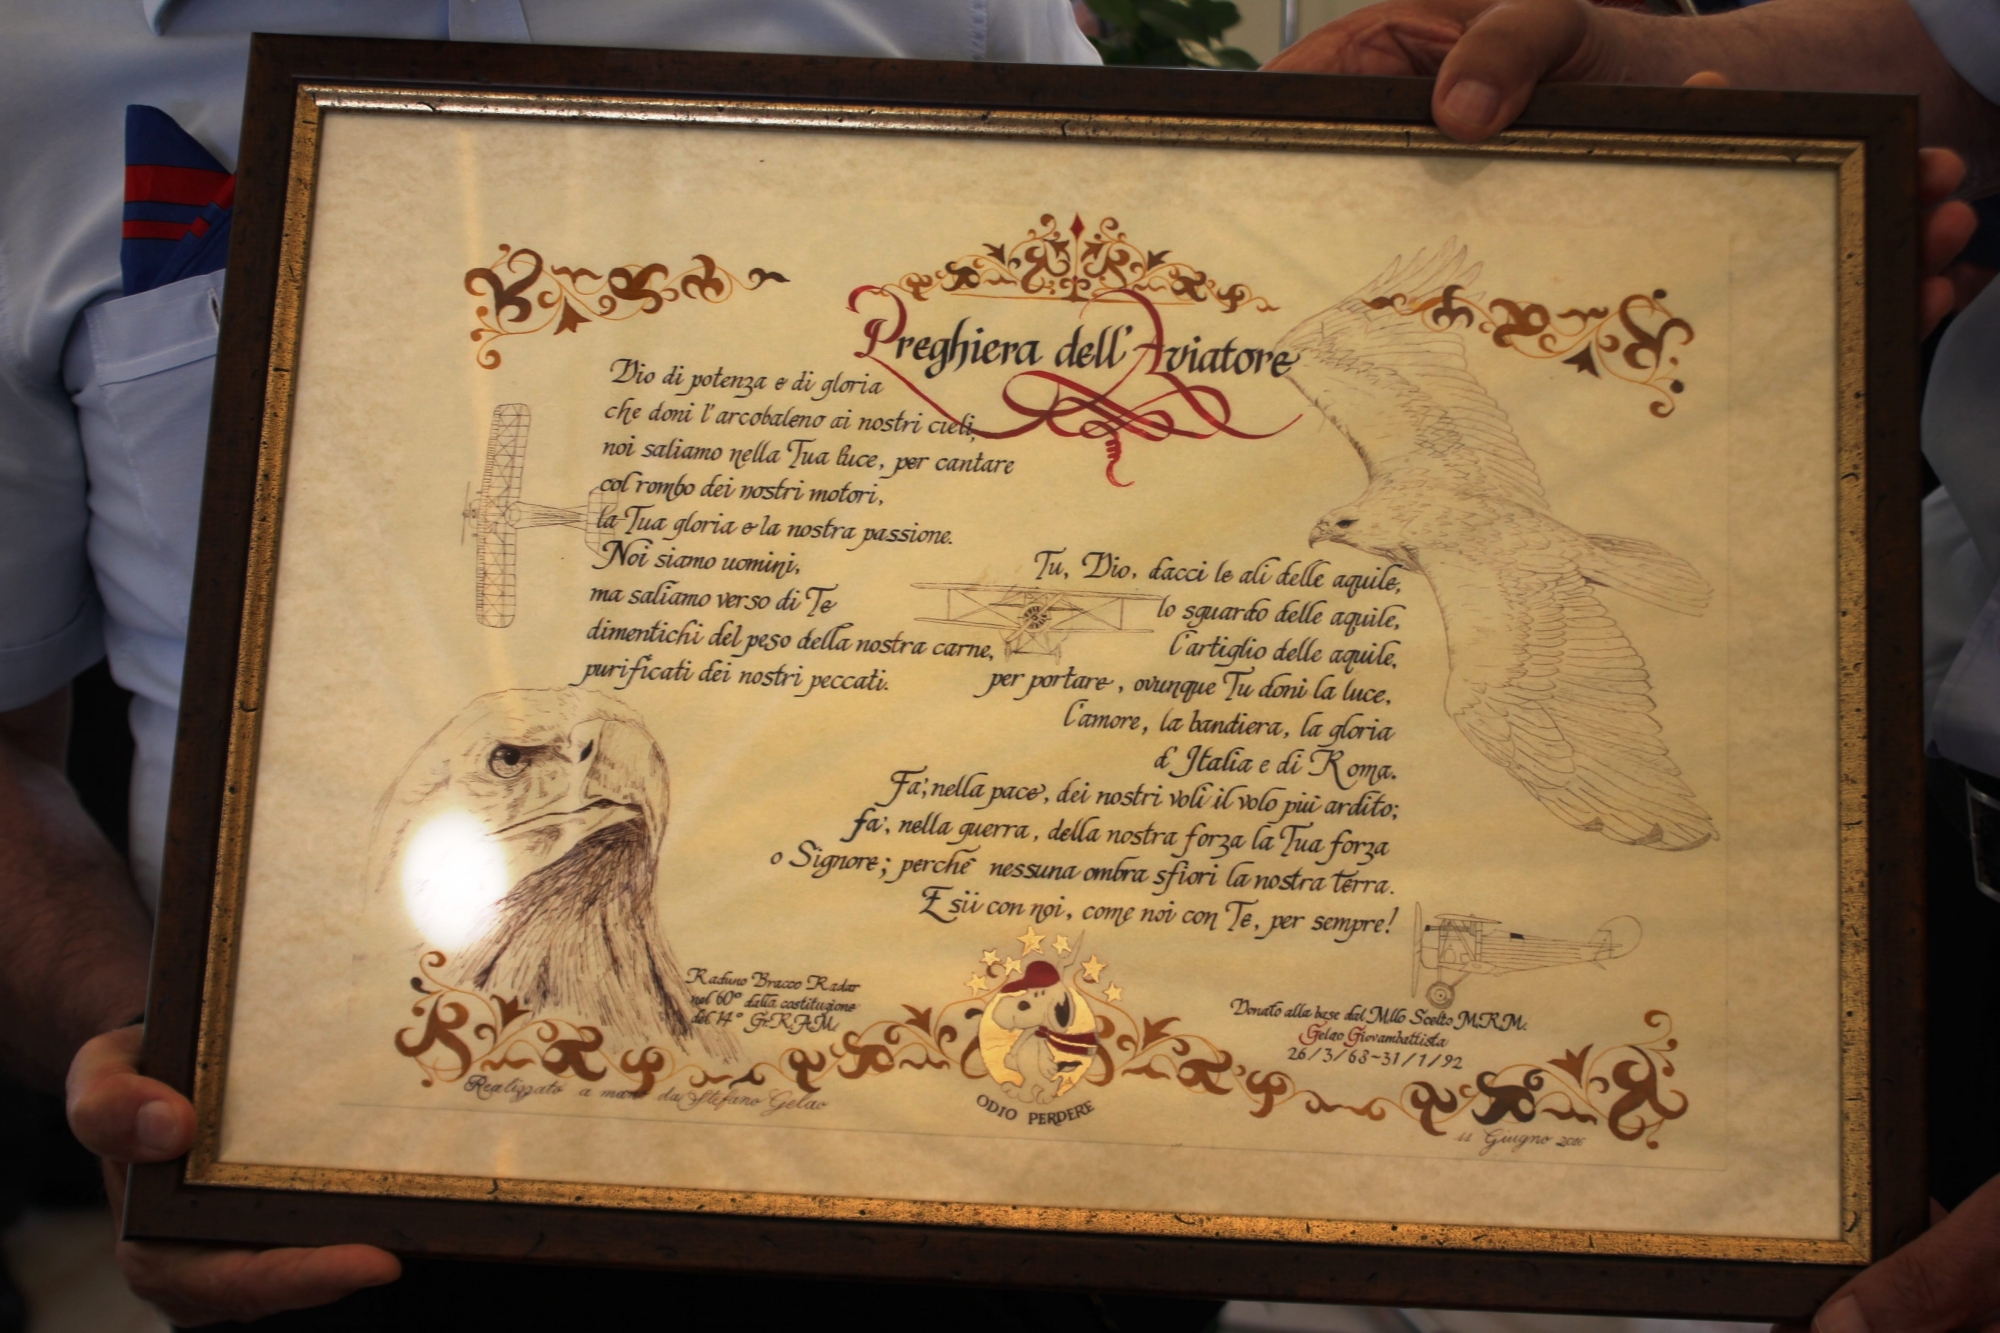 Preghiera dell'Aviatore
Dio di potenza e di gloria
che doni l'arcobaleno ai nostri cieli,
noi saliamo nella Tua luce, per cantare
col rombo dei nostri motori,
la Tua gloria e la nostra passione.
Noi siamo uomini,
ma saliamo verso di Te
dimentichi del peso della nostra carne,
purificati dei nostri peccati.
Tu, Dio, dacci le ali delle aquile,
lo sguardo delle aquile,
l'artiglio delle aquile,
per portare, ovunque Tu doni la luce,
l'amore, la bandiera, la gloria
d'Italia e di Roma.
Fa', nella pace, dei nostri voli il volo più ardito;
fa', nella guerra, della nostra forza la Tua forza
o Signore; perchè nessuna ombra sfiori la nostra terra.
E sii con noi, come noi con Te, per sempre!
Raduno Bracco Radar
nel 60° dalla costituzione
del 14° G.R.A.M.
Donato alla base dal M.llo Scelto M.R.M.
Gelao Giovambattista
26/3/68-31/1/92
Realizzato a mano da Stefano Gelao
ODIO PERDERE
11 Giugno 2016